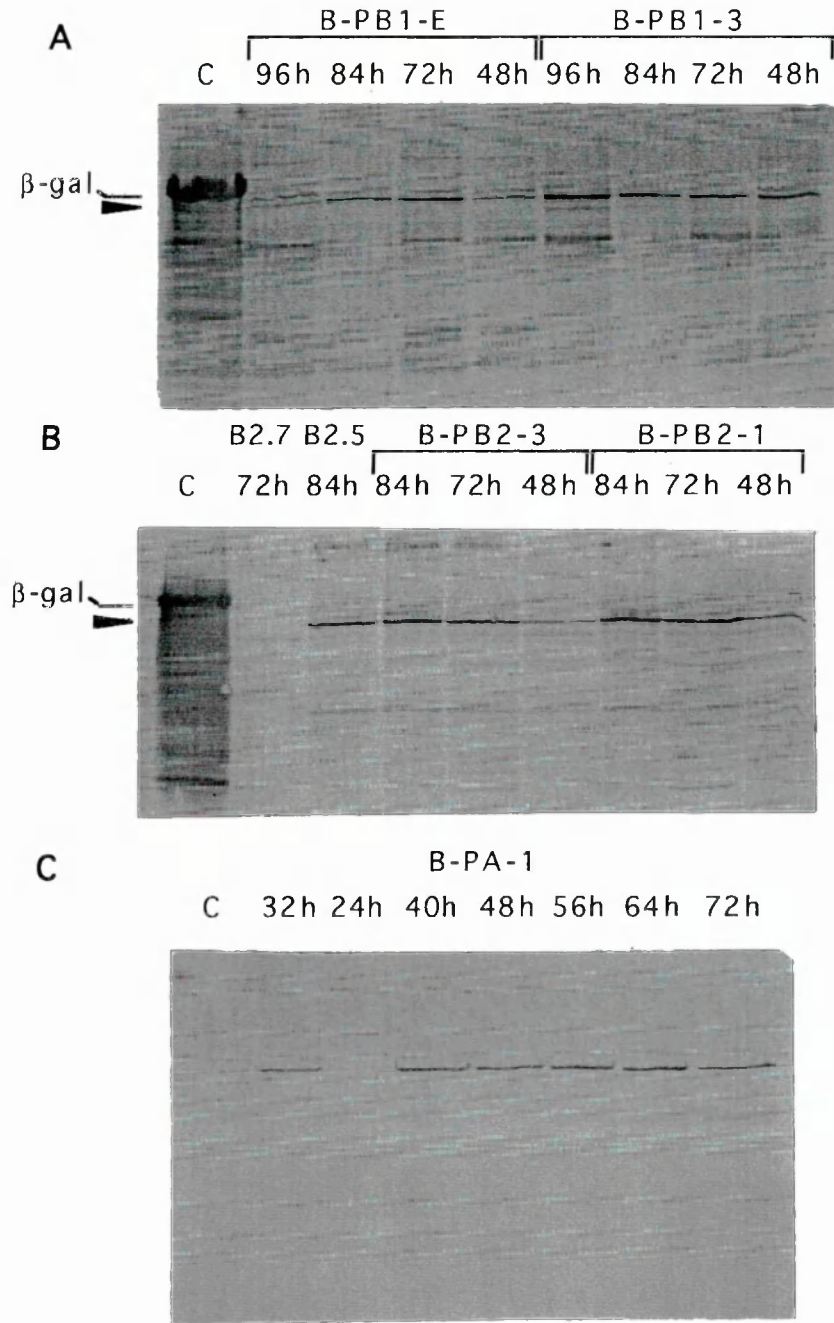 A
B-PB1-E B-PB1-3
C 96h 84h 72h 48h 96h 84h 72h 48h
β-gal
B
B2.7 B2.5 B-PB2-3 B-PB2-1
C 72h 84h 84h 72h 48h 84h 72h 48h
β-gal
C
B-PA-1
C 32h 24h 40h 48h 56h 64h 72h